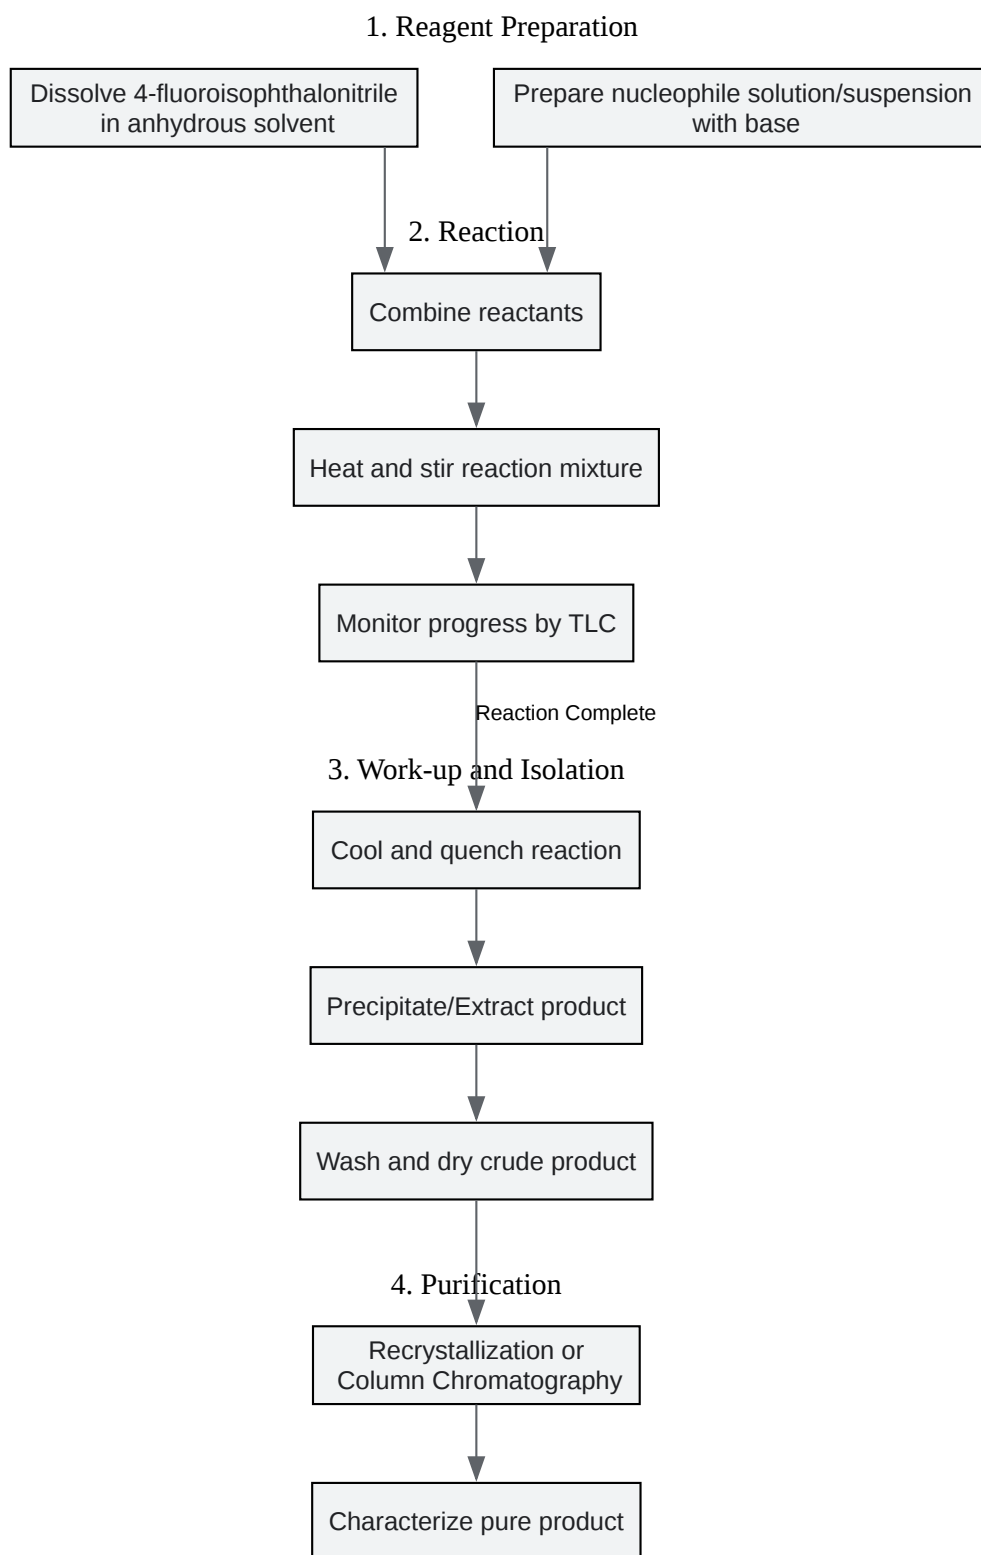 1. Reagent Preparation
Dissolve 4-fluoroisophthalonitrile
in anhydrous solvent
Prepare nucleophile solution/suspension
with base
2. Reaction
Combine reactants
Heat and stir reaction mixture
Monitor progress by TLC
Reaction Complete
3. Work-up and Isolation
Cool and quench reaction
Precipitate/Extract product
Wash and dry crude product
4. Purification
Recrystallization or
Column Chromatography
Characterize pure product